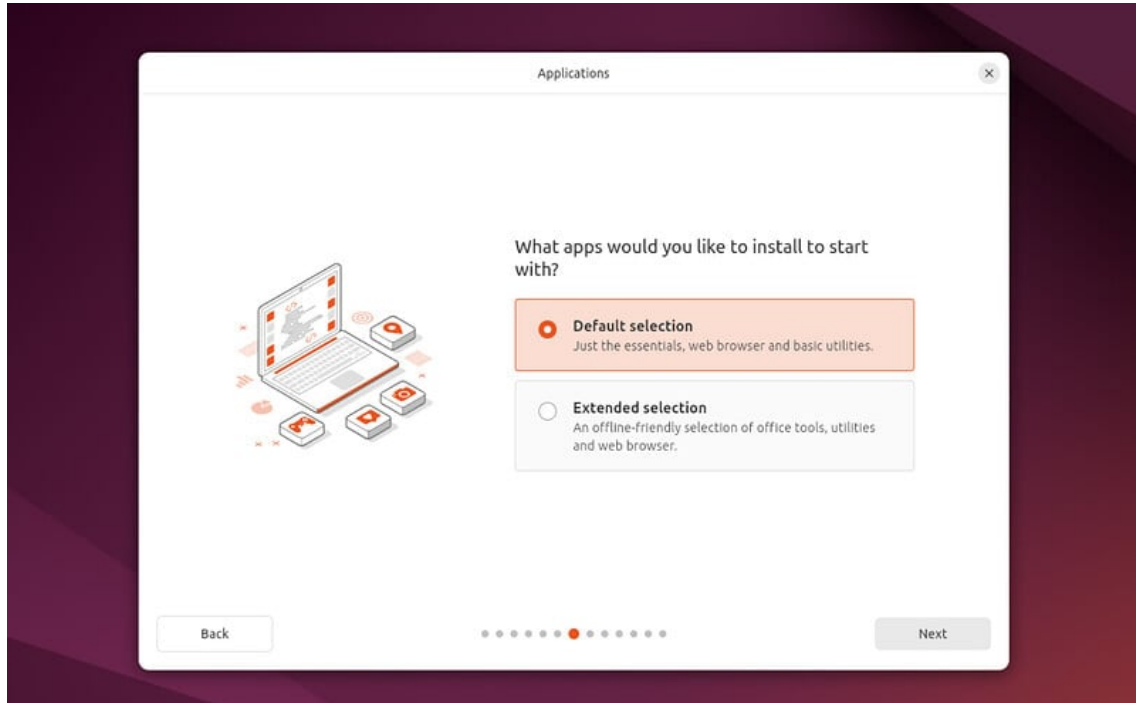 Applications
What apps would you like to install to start
with?
Default selection
Just the essentials, web browser and basic utilities.
Extended selection
An offline-friendly selection of office tools, utilities
and web browser.
Back
Next